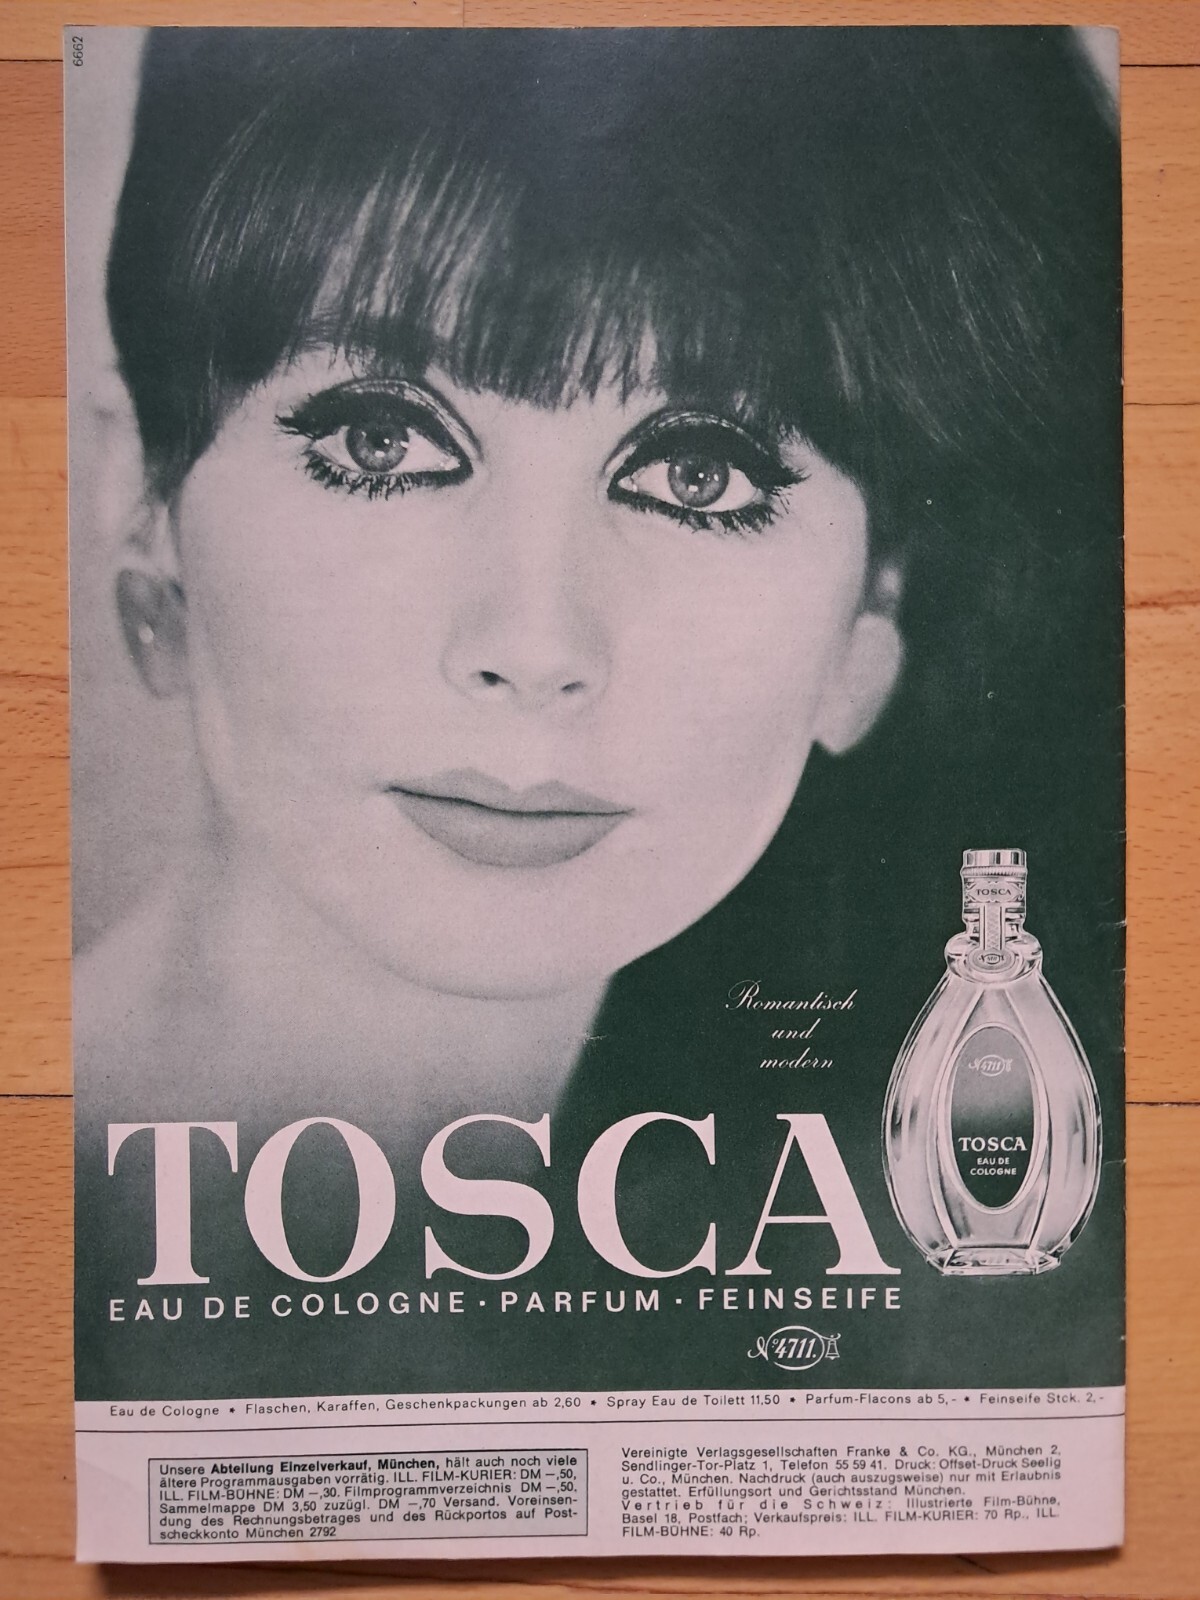 6662
TOSCA
Nº 4711
Romantisch
und
modern
Nº 4711.
TOSCA
EAU DE
COLOGNE
TOSCA
EAU DE COLOGNE · PARFUM · FEINSEIFE
Nº 4711.
Eau de Cologne * Flaschen, Karaffen, Geschenkpackungen ab 2,60 * Spray Eau de Toilett 11,50 * Parfum-Flacons ab 5,- * Feinseife Stck. 2,-
Unsere Abteilung Einzelverkauf, München, hält auch noch viele
ältere Programmausgaben vorrätig. ILL. FILM-KURIER: DM –,50,
ILL. FILM-BÜHNE: DM –,30. Filmprogrammverzeichnis DM –,50,
Sammelmappe DM 3,50 zuzügl. DM –,70 Versand. Voreinsen-
dung des Rechnungsbetrages und des Rückportos auf Post-
scheckkonto München 2792
Vereinigte Verlagsgesellschaften Franke & Co. KG., München 2,
Sendlinger-Tor-Platz 1, Telefon 55 59 41. Druck: Offset-Druck Seelig
u. Co., München. Nachdruck (auch auszugsweise) nur mit Erlaubnis
gestattet. Erfüllungsort und Gerichtsstand München.
Vertrieb für die Schweiz: Illustrierte Film-Bühne,
Basel 18, Postfach; Verkaufspreis: ILL. FILM-KURIER: 70 Rp., ILL.
FILM-BÜHNE: 40 Rp.